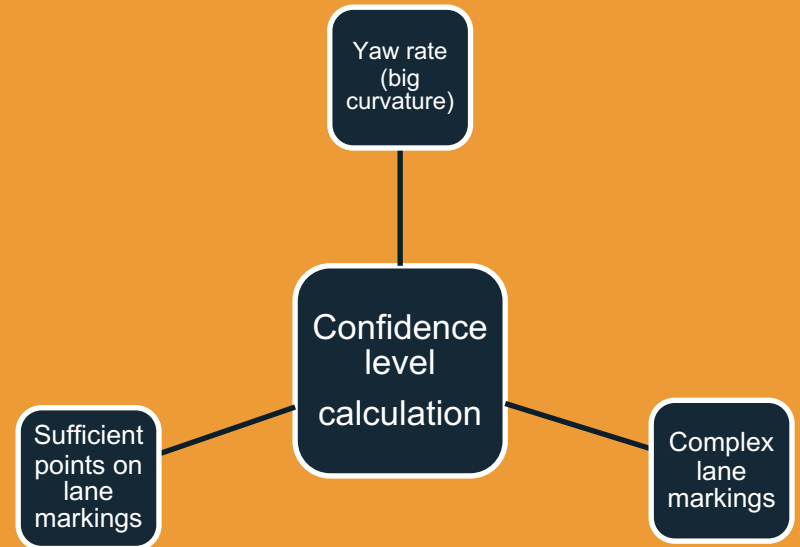 Yaw rate
(big
curvature)
Confidence
level
calculation
Sufficient
points on
lane
markings
Complex
lane
markings